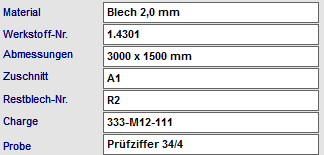 Material Blech 2,0 mm
Werkstoff-Nr. 1.4301
Abmessungen 3000 x 1500 mm
Zuschnitt A1
Restblech-Nr. R2
Charge 333-M12-111
Probe Prüfziffer 34/4